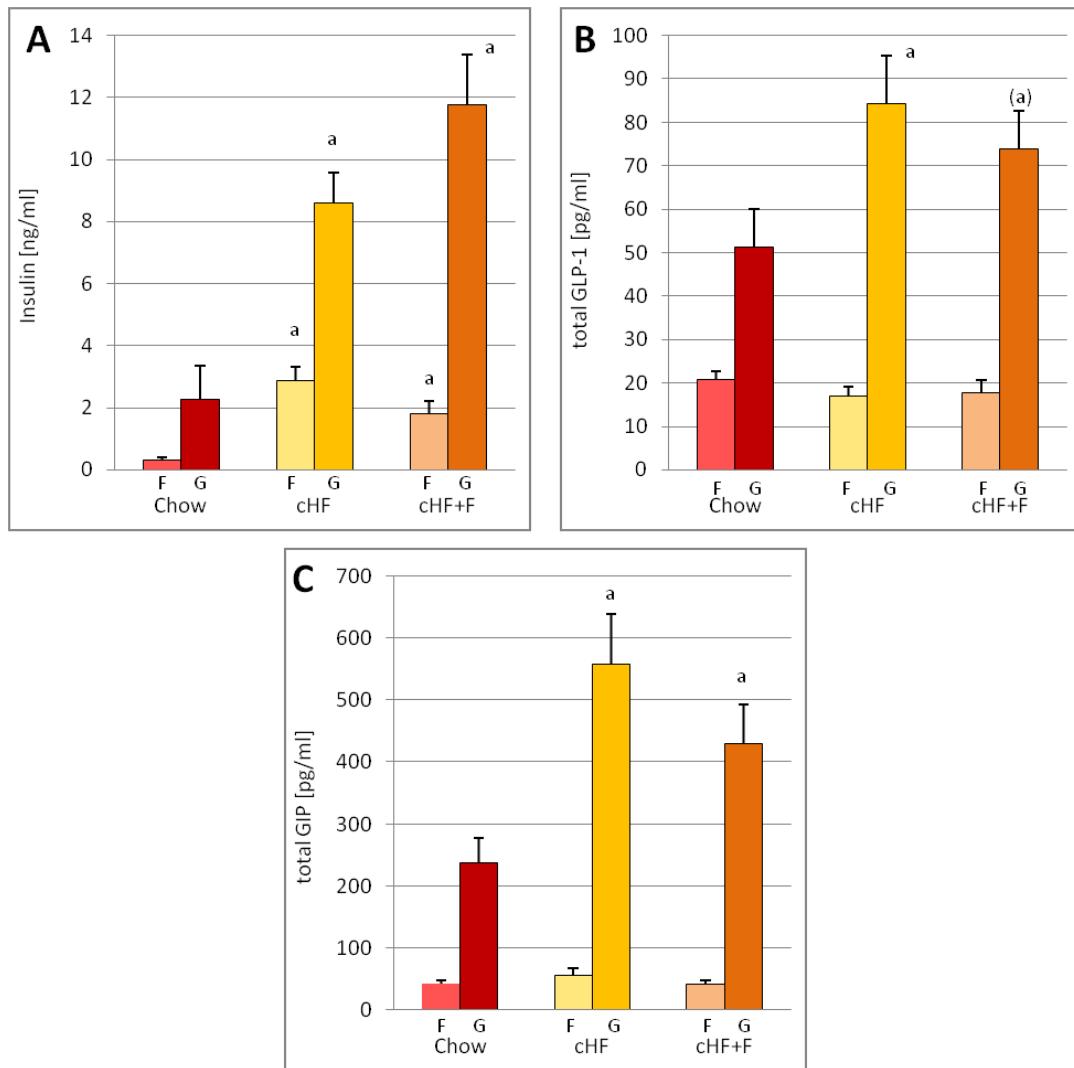 A
Insulin [ng/ml]
14
12
10
8
6
4
2
0
a
a
a
a
F G F G F G
Chow cHF cHF+F
B
total GLP-1 [pg/ml]
100
90
80
70
60
50
40
30
20
10
0
a
(a)
F G F G F G
Chow cHF cHF+F
C
total GIP [pg/ml]
700
600
500
400
300
200
100
0
a
a
F G F G F G
Chow cHF cHF+F